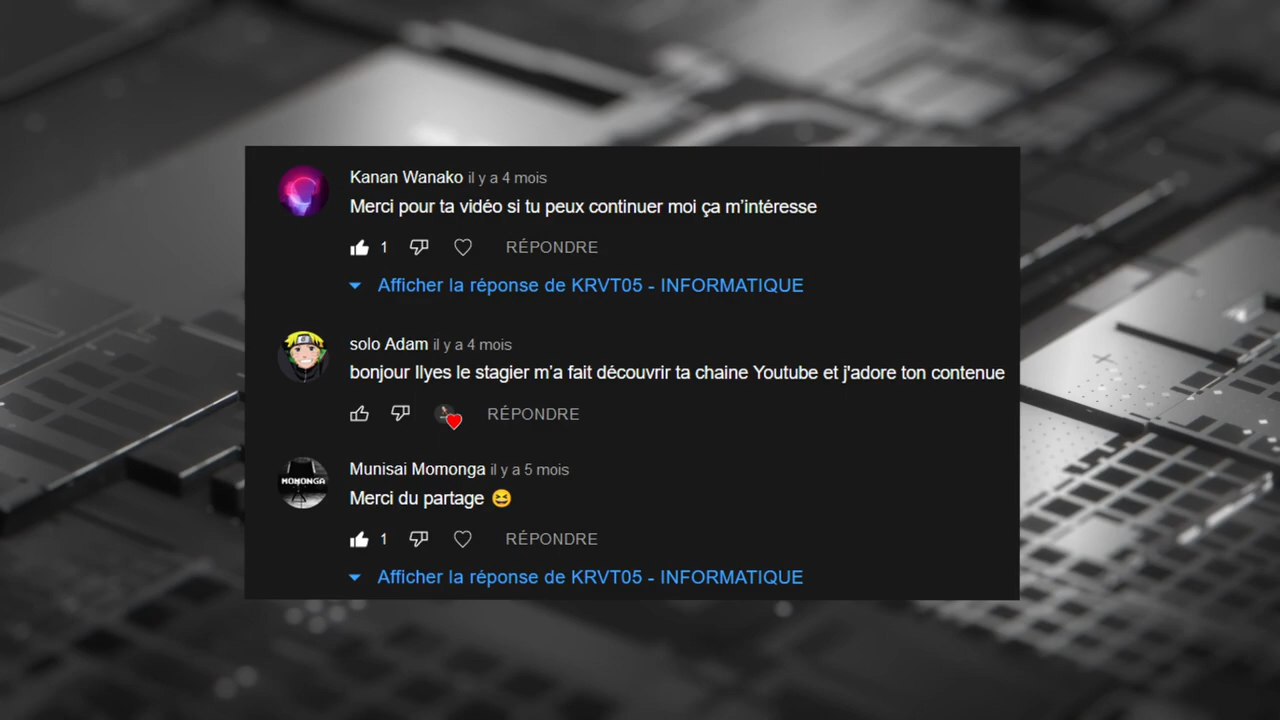 Kanan Wanako il y a 4 mois
Merci pour ta vidéo si tu peux continuer moi ça m'intéresse
1 RÉPONDRE
Afficher la réponse de KRVT05 - INFORMATIQUE
solo Adam il y a 4 mois
bonjour Ilyes le stagier m'a fait découvrir ta chaine Youtube et j'adore ton contenue
RÉPONDRE
MOMONGA
Munisai Momonga il y a 5 mois
Merci du partage 😆
1 RÉPONDRE
Afficher la réponse de KRVT05 - INFORMATIQUE